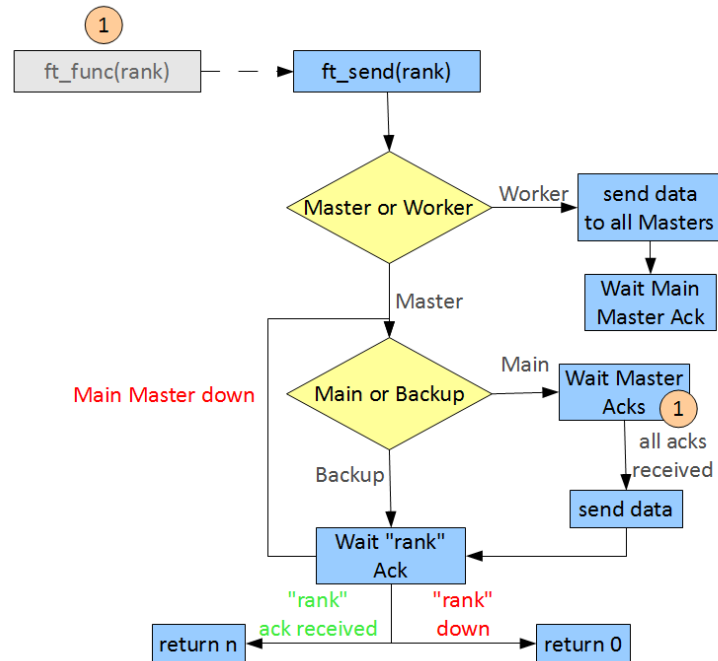 1
ft_func(rank)
ft_send(rank)
Master or Worker
Worker
send data
to all Masters
Wait Main
Master Ack
Master
Main Master down
Main or Backup
Main
Wait Master
Acks
1
all acks
received
Backup
send data
Wait "rank"
Ack
"rank"
ack received
"rank"
down
return n
return 0